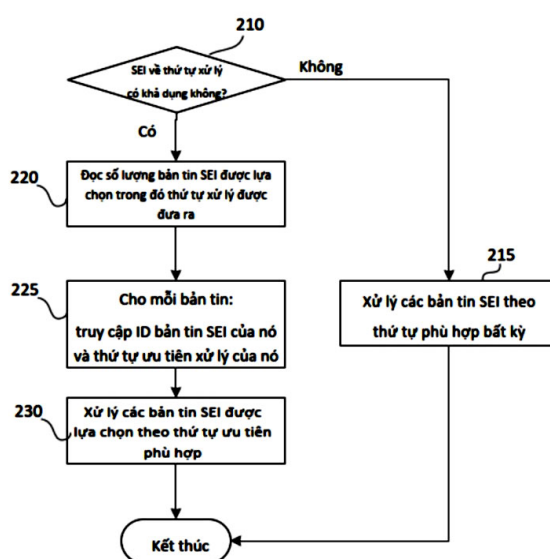 210
SEI về thứ tự xử lý
có khả dụng không?
Không
Có
220
Đọc số lượng bản tin SEI được lựa
chọn trong đó thứ tự xử lý được
đưa ra
215
Xử lý các bản tin SEI theo
thứ tự phù hợp bất kỳ
225
Cho mỗi bản tin:
truy cập ID bản tin SEI của nó
và thứ tự ưu tiên xử lý của nó
230
Xử lý các bản tin SEI được
lựa chọn theo thứ tự ưu tiên
phù hợp
Kết thúc